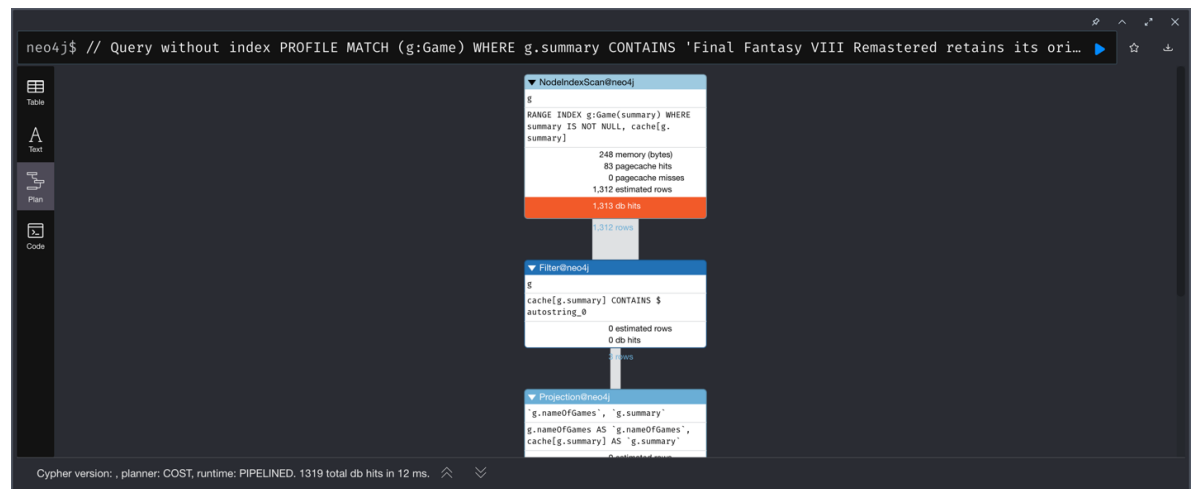 neo4j$ // Query without index PROFILE MATCH (g:Game) WHERE g.summary CONTAINS 'Final Fantasy VIII Remastered retains its ori…
Table
Text
Plan
Code
NodeIndexScan@neo4j
g
RANGE INDEX g:Game(summary) WHERE
summary IS NOT NULL, cache[g.
summary]
248 memory (bytes)
83 pagecache hits
0 pagecache misses
1,312 estimated rows
1,313 db hits
1,312 rows
Filter@neo4j
g
cache[g.summary] CONTAINS $
autostring_0
0 estimated rows
0 db hits
rows
Projection@neo4j
`g.nameOfGames`, `g.summary`
g.nameOfGames AS `g.nameOfGames`,
cache[g.summary] AS `g.summary`
0 estimated rows
Cypher version: , planner: COST, runtime: PIPELINED. 1319 total db hits in 12 ms.